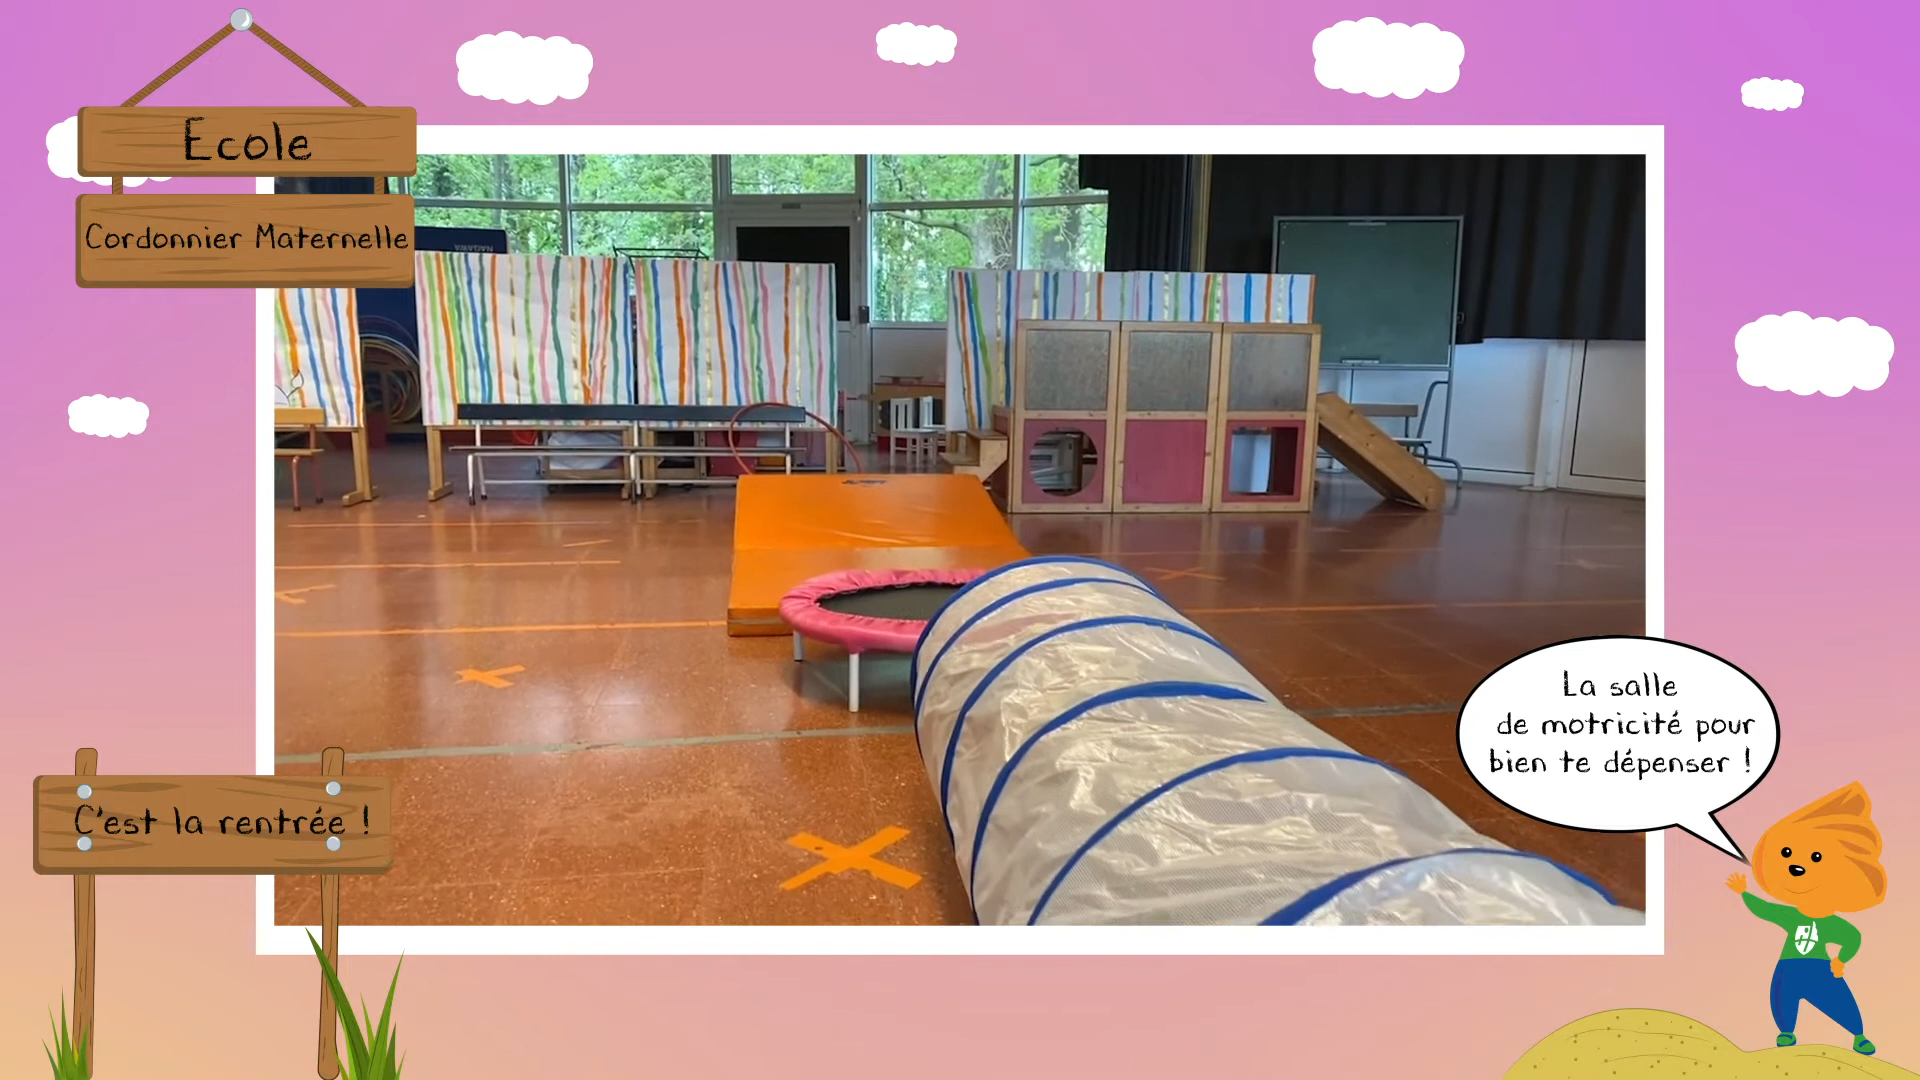 Ecole
Cordonnier Maternelle
La salle
de motricité pour
bien te dépenser !
C'est la rentrée !